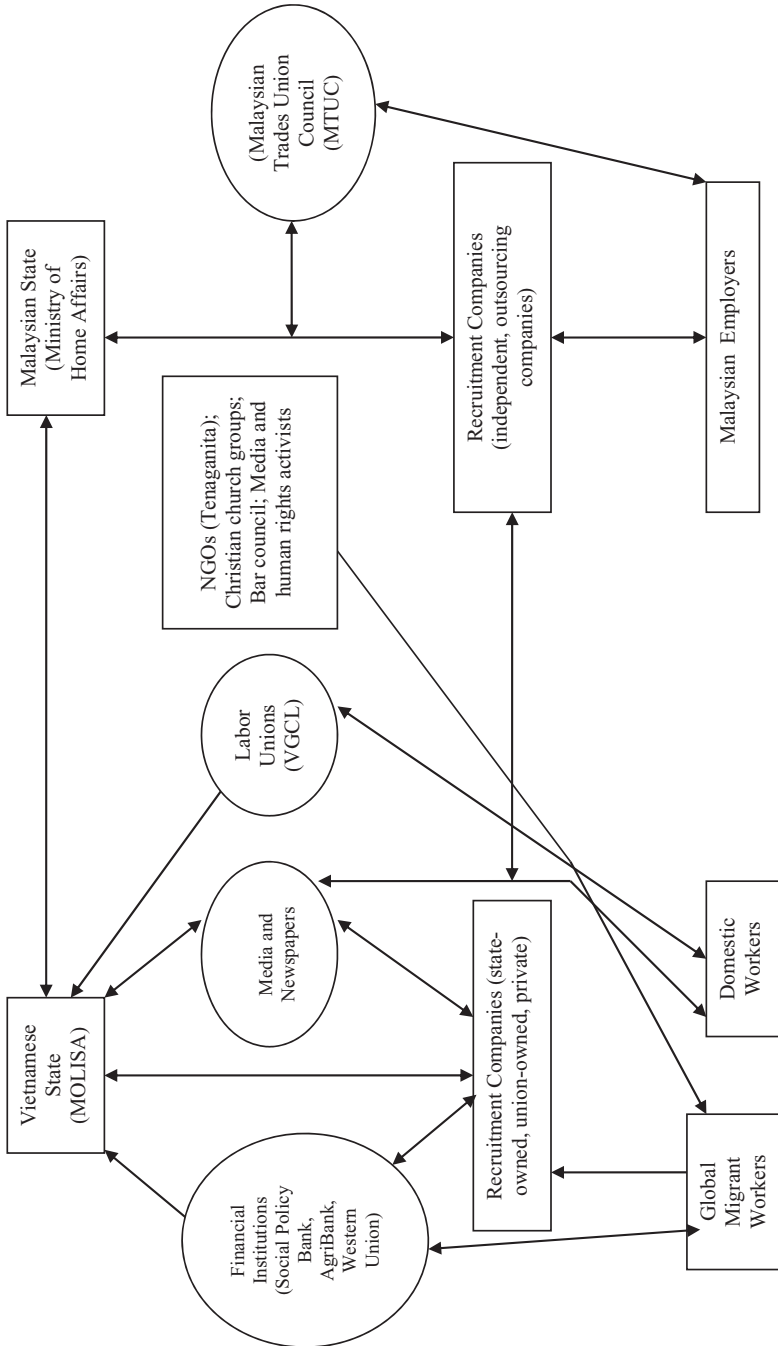 Vietnamese
State
(MOLISA)
Malaysian State
(Ministry of
Home Affairs)
Financial
Institutions
(Social Policy
Bank,
AgriBank,
Western
Union)
Media and
Newspapers
Labor
Unions
(VGCL)
NGOs (Tenaganita);
Christian church groups;
Bar council; Media and
human rights activists
(Malaysian
Trades Union
Council
(MTUC)
Recruitment Companies (state-
owned, union-owned, private)
Recruitment Companies
(independent, outsourcing
companies)
Global
Migrant
Workers
Domestic
Workers
Malaysian Employers